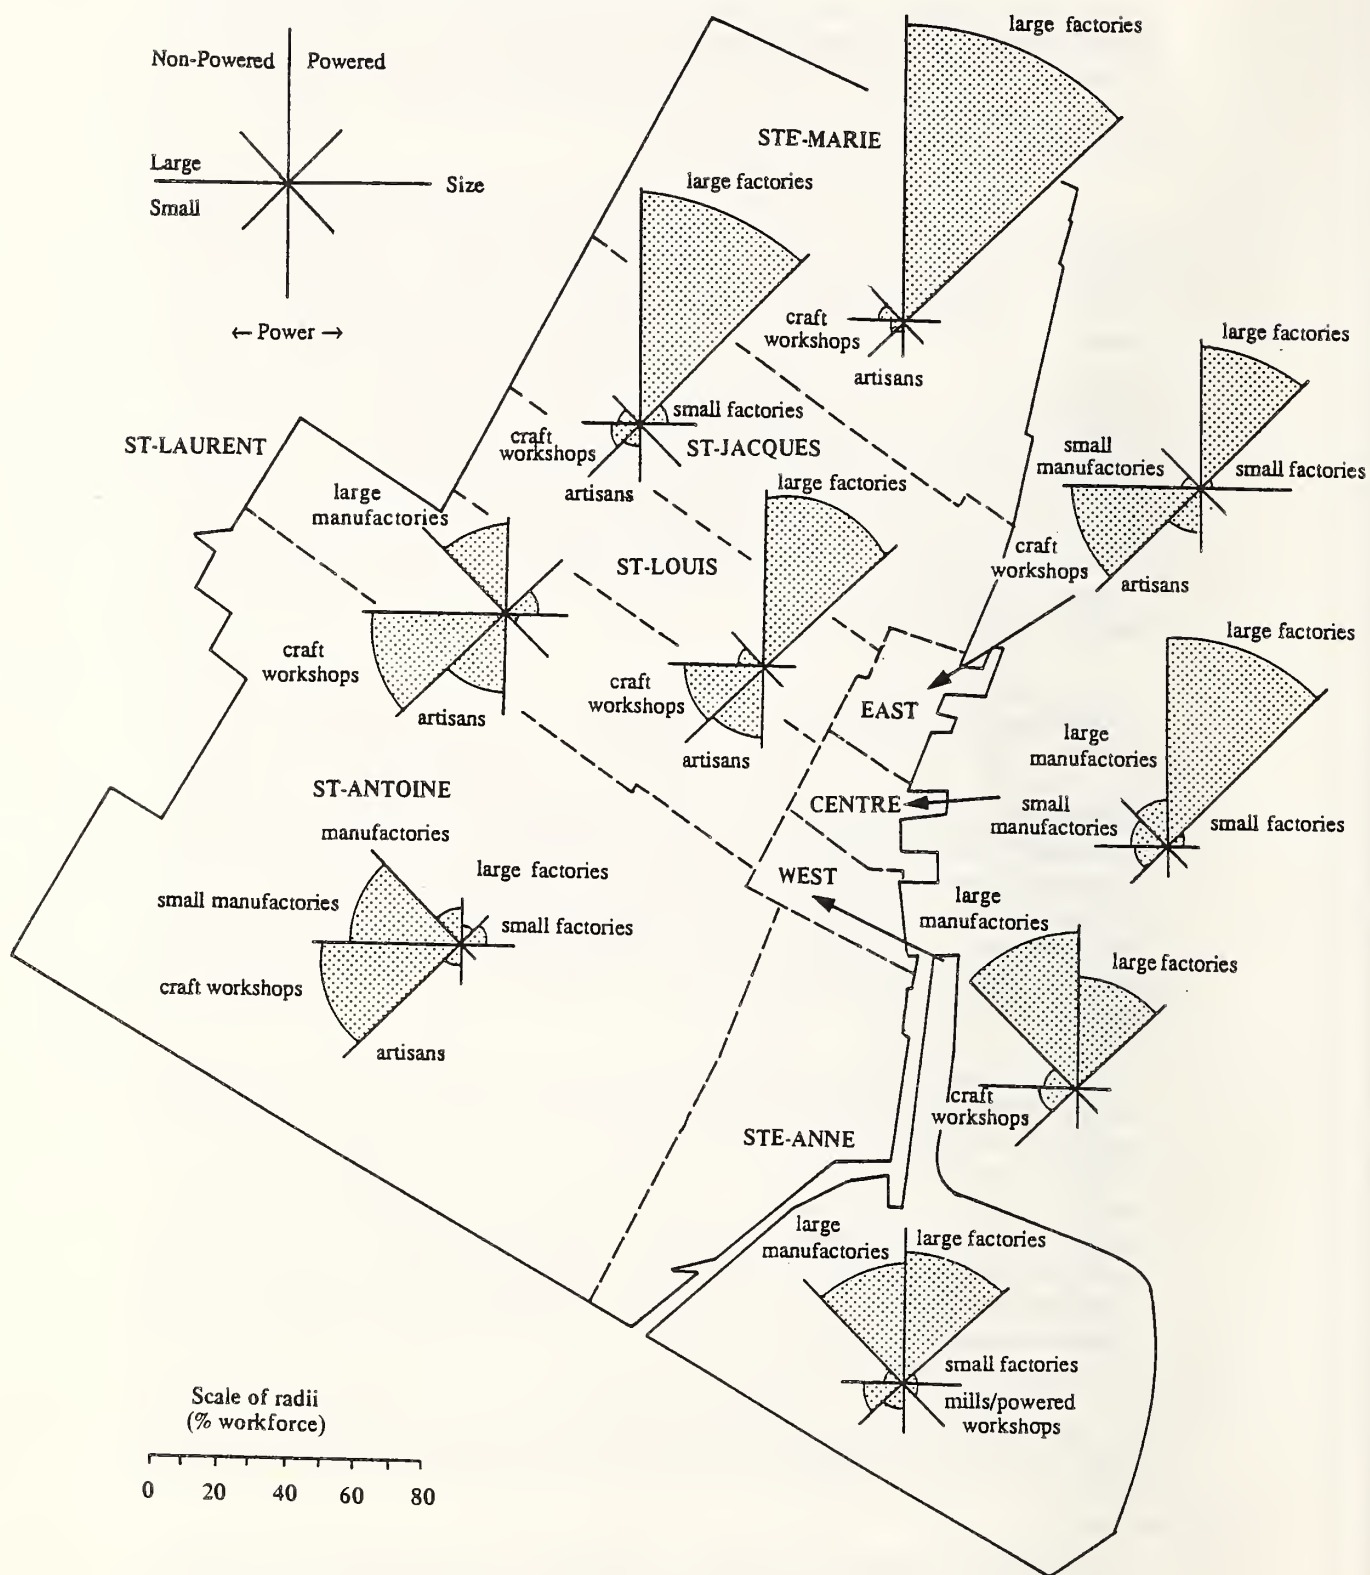 Non-Powered
Powered
Large
Size
Small
← Power →
large factories
STE-MARIE
craft
workshops
artisans
large factories
small factories
craft
workshops
ST-JACQUES
artisans
large factories
small
manufactories
small factories
craft
workshops
artisans
ST-LAURENT
large
manufactories
craft
workshops
artisans
ST-LOUIS
large factories
craft
workshops
artisans
EAST
large factories
large
manufactories
CENTRE
small
manufactories
small factories
ST-ANTOINE
manufactories
large factories
small manufactories
small factories
craft workshops
artisans
WEST
large
manufactories
large factories
craft
workshops
STE-ANNE
large
manufactories
large factories
small factories
mills/powered
workshops
Scale of radii
(% workforce)
0 20 40 60 80